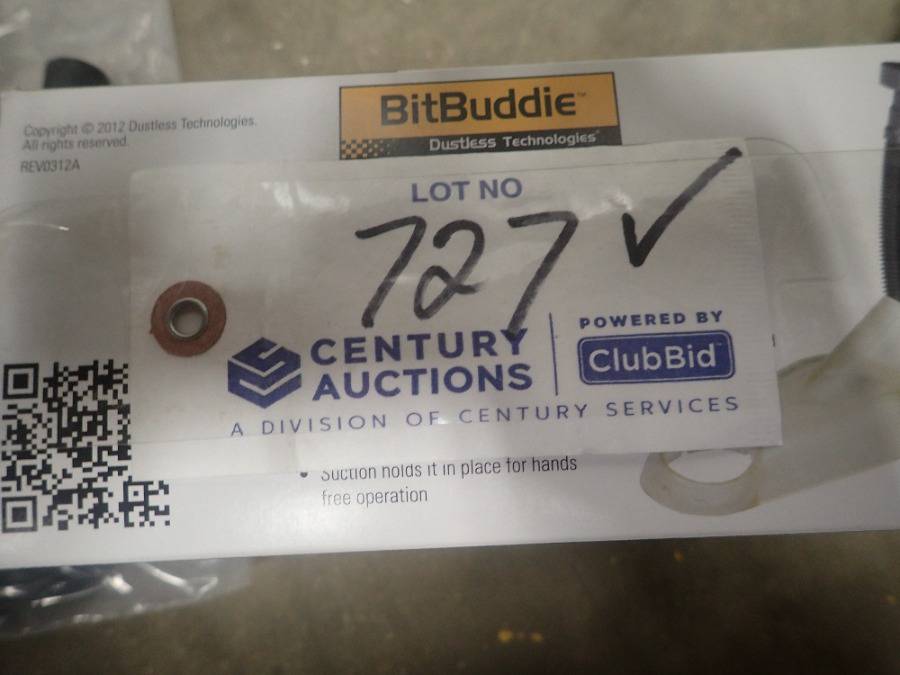 Copyright © 2012 Dustless Technologies.
All rights reserved.
REV0312A
BitBuddie™
Dustless Technologies
LOT NO
727 ✓
CENTURY
AUCTIONS
A DIVISION OF CENTURY SERVICES
POWERED BY
ClubBid
• Suction holds it in place for hands
free operation